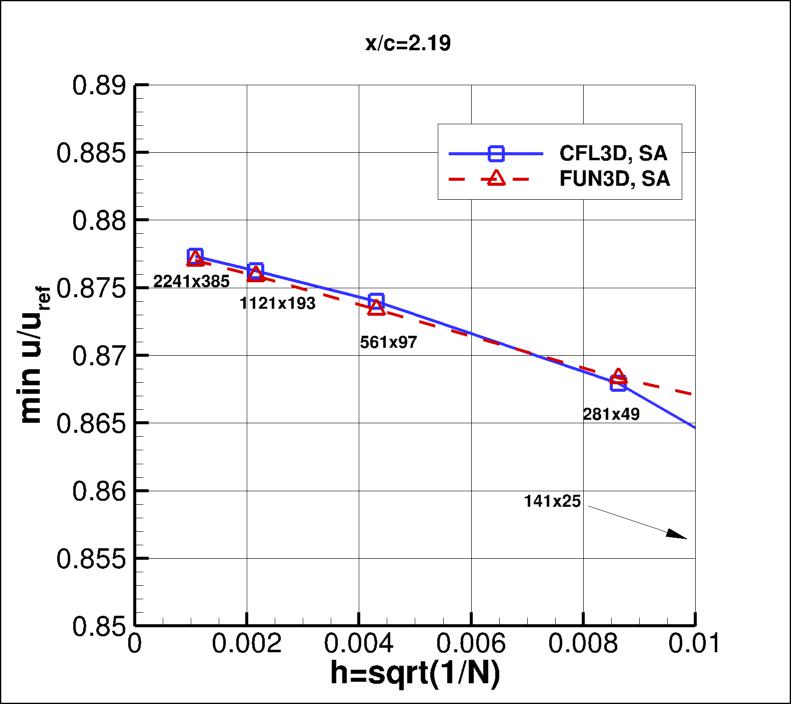 x/c=2.19
0.89
0.885
0.88
0.875
0.87
0.865
0.86
0.855
0.85
min u/u_ref
CFL3D, SA
FUN3D, SA
2241x385
1121x193
561x97
281x49
141x25
0
0.002
0.004
0.006
0.008
0.01
h=sqrt(1/N)